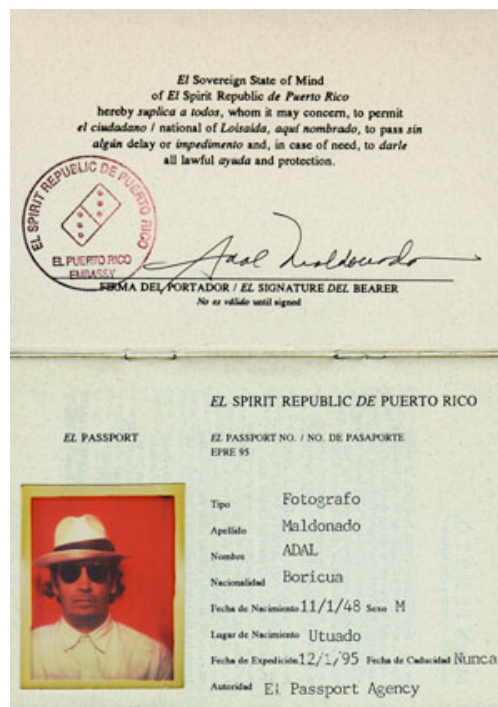 El Sovereign State of Mind
of El Spirit Republic de Puerto Rico
hereby suplica a todos, whom it may concern, to permit
el ciudadano / national of Loisaida, aquí nombrado, to pass sin
algún delay or impedimento and, in case of need, to darle
all lawful ayuda and protection.
EL SPIRIT REPUBLIC DE PUERTO RICO
EL PUERTO RICO
EMBASSY
Adal Maldonado
FIRMA DEL PORTADOR / EL SIGNATURE DEL BEARER
No es válido until signed
EL SPIRIT REPUBLIC DE PUERTO RICO
EL PASSPORT
EL PASSPORT NO. / NO. DE PASAPORTE
EPRE 95
Tipo Fotografo
Apellido Maldonado
Nombre ADAL
Nacionalidad Boricua
Fecha de Nacimiento 11/1/48 Sexo M
Lugar de Nacimiento Utuado
Fecha de Expedición 12/1/95 Fecha de Caducidad Nunca
Autoridad El Passport Agency